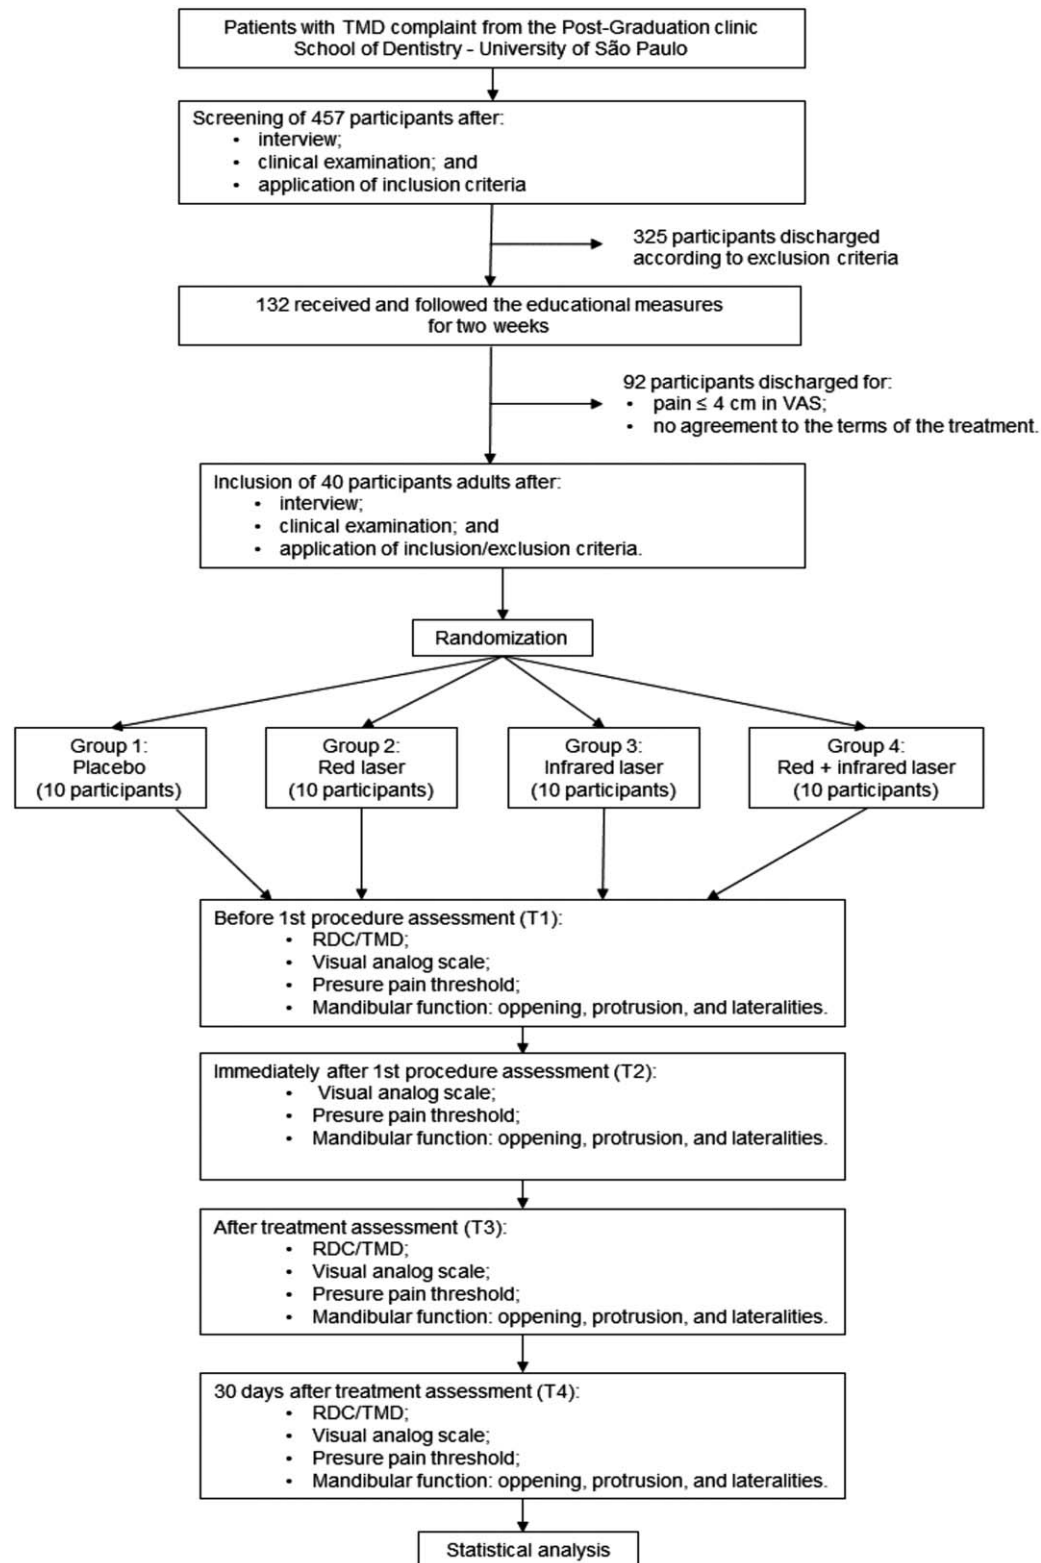 Patients with TMD complaint from the Post-Graduation clinic
School of Dentistry - University of São Paulo
Screening of 457 participants after:
• interview;
• clinical examination; and
• application of inclusion criteria
325 participants discharged
according to exclusion criteria
132 received and followed the educational measures
for two weeks
92 participants discharged for:
• pain ≤ 4 cm in VAS;
• no agreement to the terms of the treatment.
Inclusion of 40 participants adults after:
• interview;
• clinical examination; and
• application of inclusion/exclusion criteria.
Randomization
Group 1:
Placebo
(10 participants)
Group 2:
Red laser
(10 participants)
Group 3:
Infrared laser
(10 participants)
Group 4:
Red + infrared laser
(10 participants)
Before 1st procedure assessment (T1):
• RDC/TMD;
• Visual analog scale;
• Presure pain threshold;
• Mandibular function: oppening, protrusion, and lateralities.
Immediately after 1st procedure assessment (T2):
• Visual analog scale;
• Presure pain threshold;
• Mandibular function: oppening, protrusion, and lateralities.
After treatment assessment (T3):
• RDC/TMD;
• Visual analog scale;
• Presure pain threshold;
• Mandibular function: oppening, protrusion, and lateralities.
30 days after treatment assessment (T4):
• RDC/TMD;
• Visual analog scale;
• Presure pain threshold;
• Mandibular function: oppening, protrusion, and lateralities.
Statistical analysis